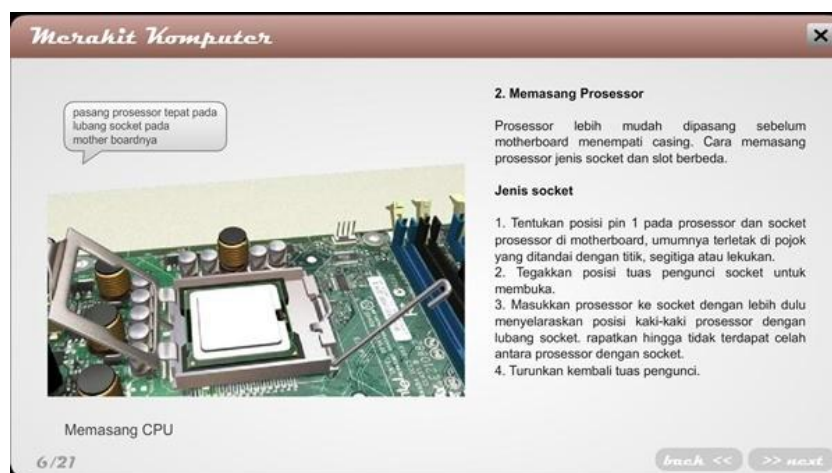 Merakit Komputer
pasang prosessor tepat pada
lubang socket pada
mother boardnya
Memasang CPU
2. Memasang Prosessor
Prosessor lebih mudah dipasang sebelum
motherboard menempati casing. Cara memasang
prosessor jenis socket dan slot berbeda.
Jenis socket
1. Tentukan posisi pin 1 pada prosessor dan socket
prosessor di motherboard, umumnya terletak di pojok
yang ditandai dengan titik, segitiga atau lekukan.
2. Tegakkan posisi tuas pengunci socket untuk
membuka.
3. Masukkan prosessor ke socket dengan lebih dulu
menyelaraskan posisi kaki-kaki prosessor dengan
lubang socket. rapatkan hingga tidak terdapat celah
antara prosessor dengan socket.
4. Turunkan kembali tuas pengunci.
6/21
back <<
>> next